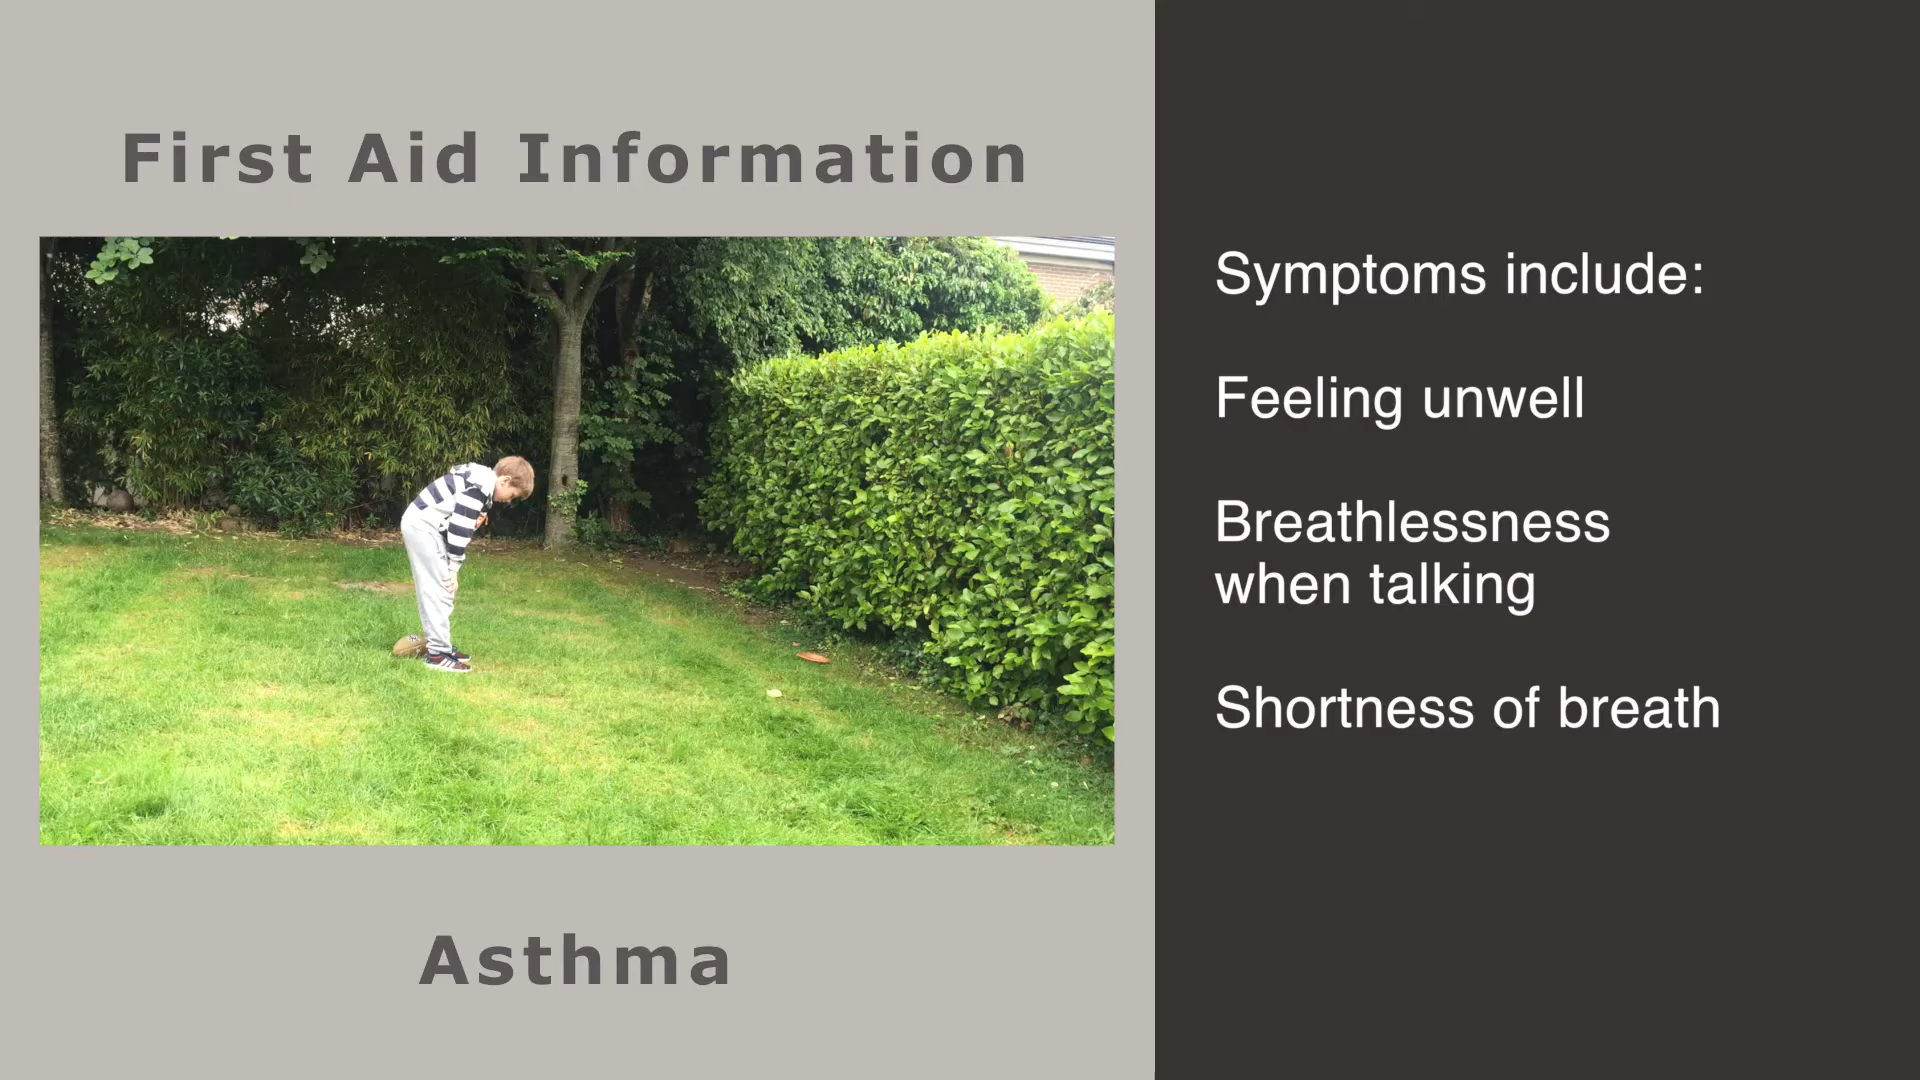 First Aid Information
Symptoms include:
Feeling unwell
Breathlessness
when talking
Shortness of breath
Asthma